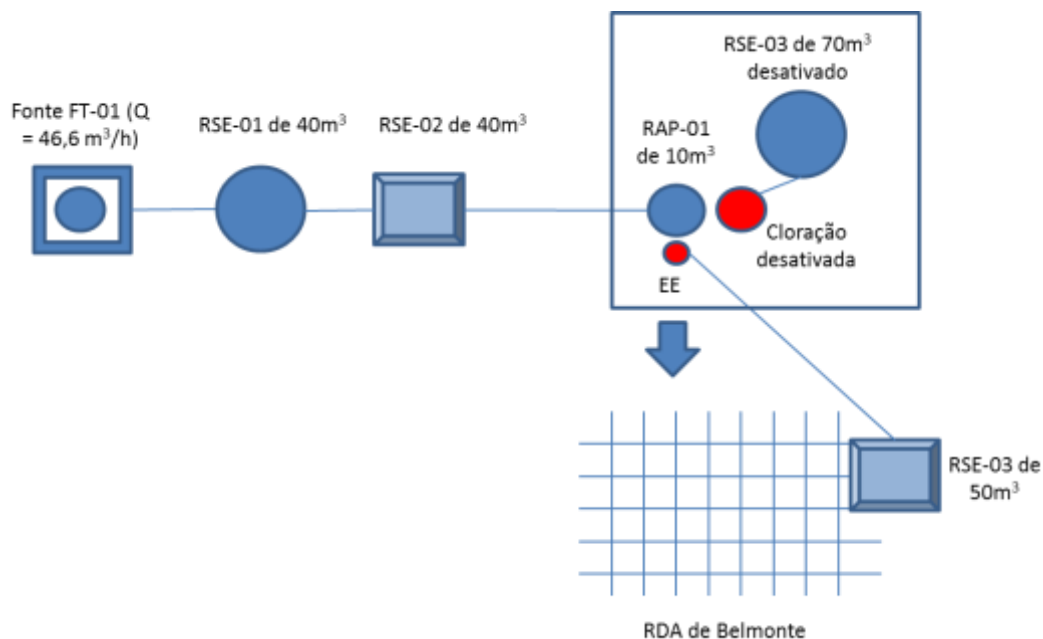 Fonte FT-01 (Q
= 46,6 m³/h)
RSE-01 de 40m³
RSE-02 de 40m³
RSE-03 de 70m³
desativado
RAP-01
de 10m³
Cloração
desativada
EE
RSE-03 de
50m³
RDA de Belmonte